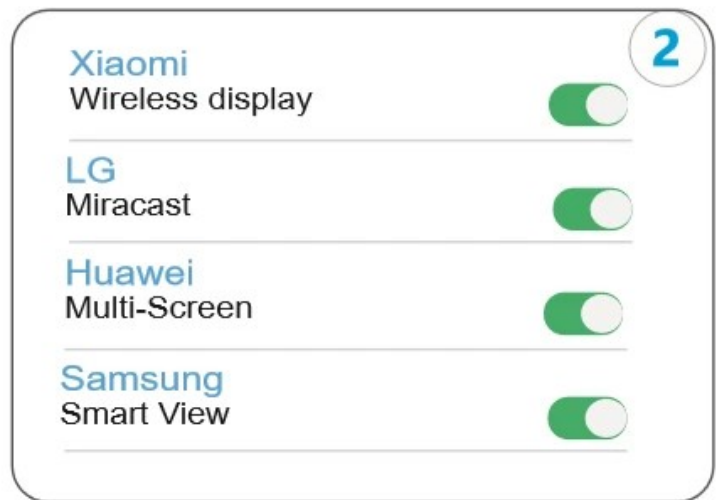 2
Xiaomi
Wireless display
LG
Miracast
Huawei
Multi-Screen
Samsung
Smart View